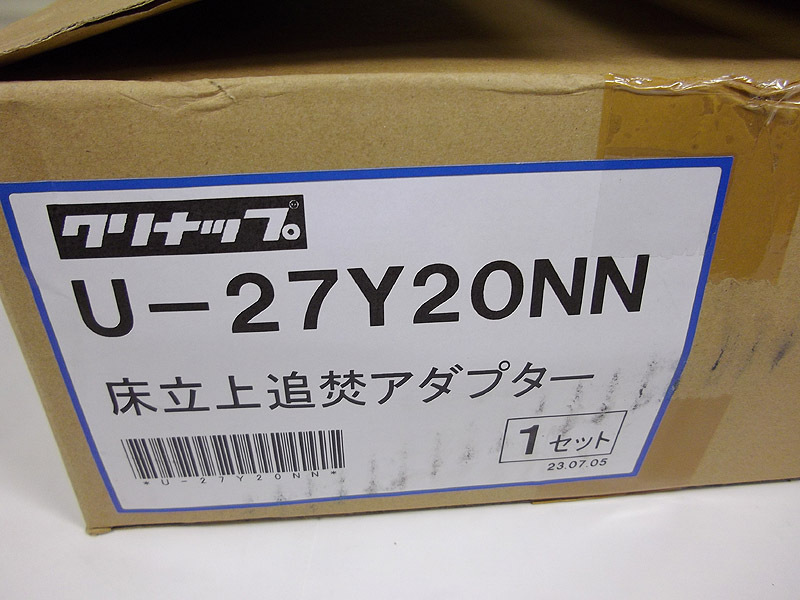 クリナップ
U-27Y20NN
床立上追焚アダプター
1セット
23.07.05
*U-27Y20NN*